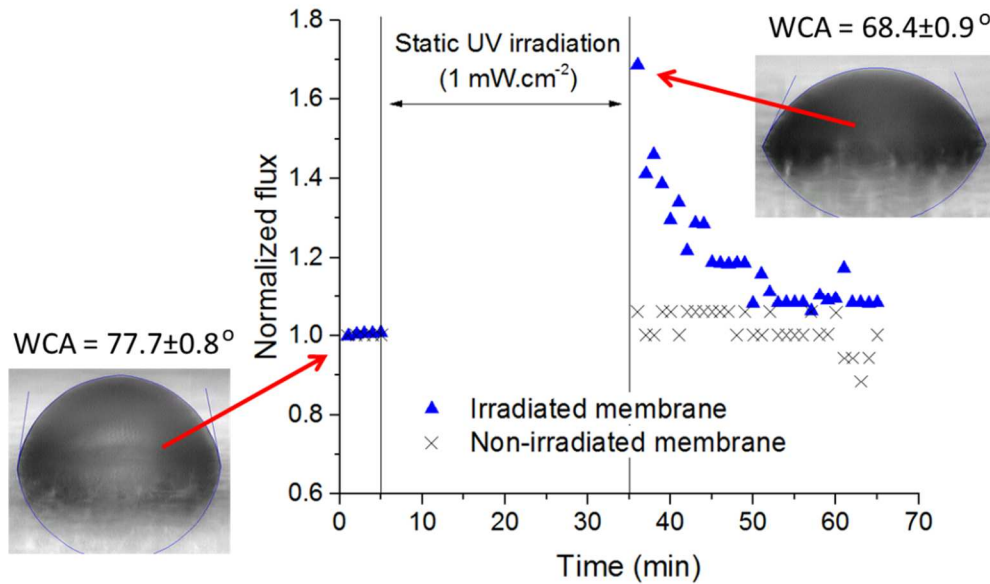 WCA = 68.4±0.9°
Static UV irradiation
(1 mW.cm⁻²)
WCA = 77.7±0.8°
Normalized flux
1.8
1.6
1.4
1.2
1.0
0.8
0.6
Irradiated membrane
Non-irradiated membrane
0 10 20 30 40 50 60 70
Time (min)